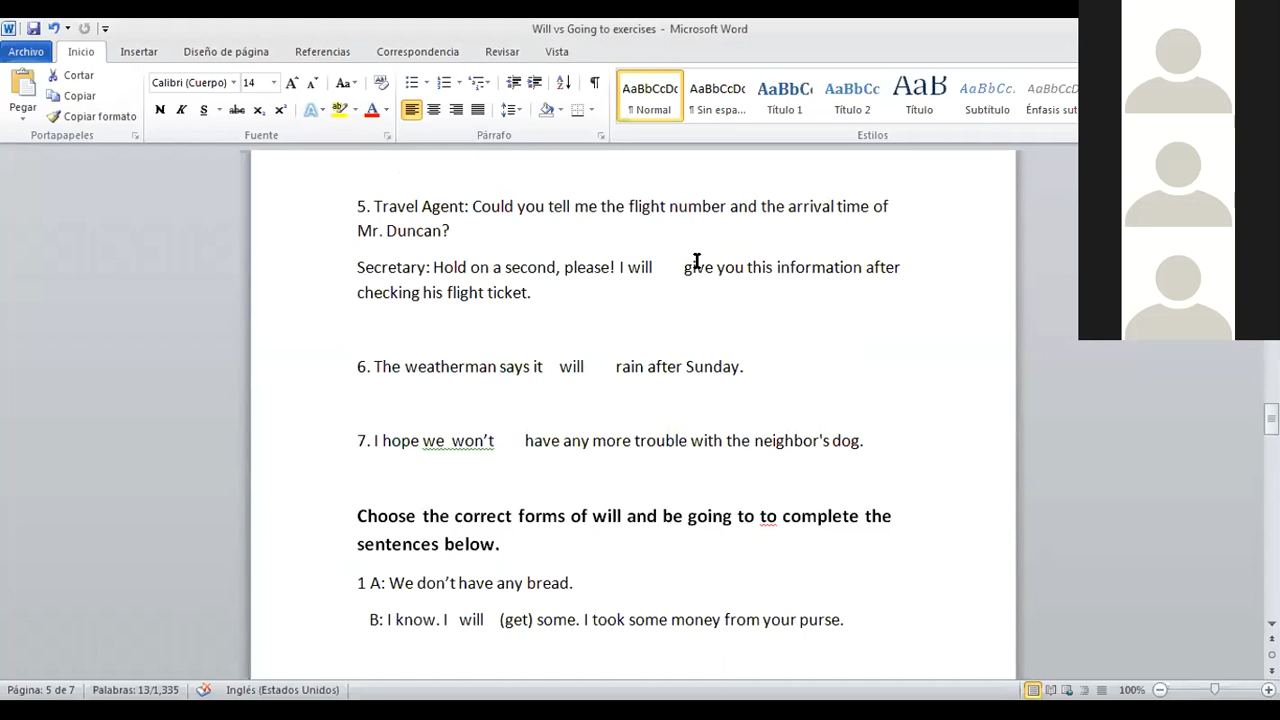 Will vs Going to exercises - Microsoft Word
Archivo Inicio Insertar Diseño de página Referencias Correspondencia Revisar Vista
Pegar
Cortar
Copiar
Copiar formato
Portapapeles
Calibri (Cuerpo) 14
N K S abc x₂ x²
Fuente
Párrafo
AaBbCcDc AaBbCcDc AaBbC AaBbCc AaB AaBbCc. AaBbCcDc
¶ Normal ¶ Sin espa... Título 1 Título 2 Título Subtítulo Énfasis sut
Estilos
5. Travel Agent: Could you tell me the flight number and the arrival time of
Mr. Duncan?
Secretary: Hold on a second, please! I will give you this information after
checking his flight ticket.
6. The weatherman says it will rain after Sunday.
7. I hope we won’t have any more trouble with the neighbor's dog.
Choose the correct forms of will and be going to to complete the
sentences below.
1 A: We don’t have any bread.
B: I know. I will (get) some. I took some money from your purse.
Página: 5 de 7 Palabras: 13/1,335 Inglés (Estados Unidos) 100%